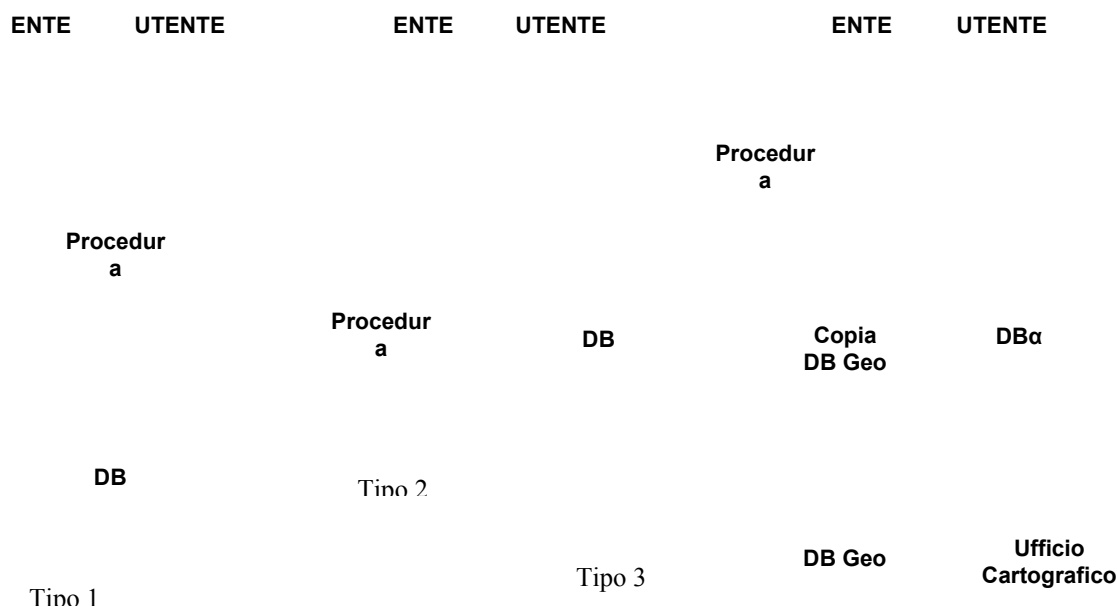 ENTE UTENTE ENTE UTENTE ENTE UTENTE
Procedur
a
Procedur
a
Procedur
a
DB
Copia
DB Geo
DBα
DB
Tipo 2
DB Geo
Ufficio
Cartografico
Tipo 3
Tipo 1